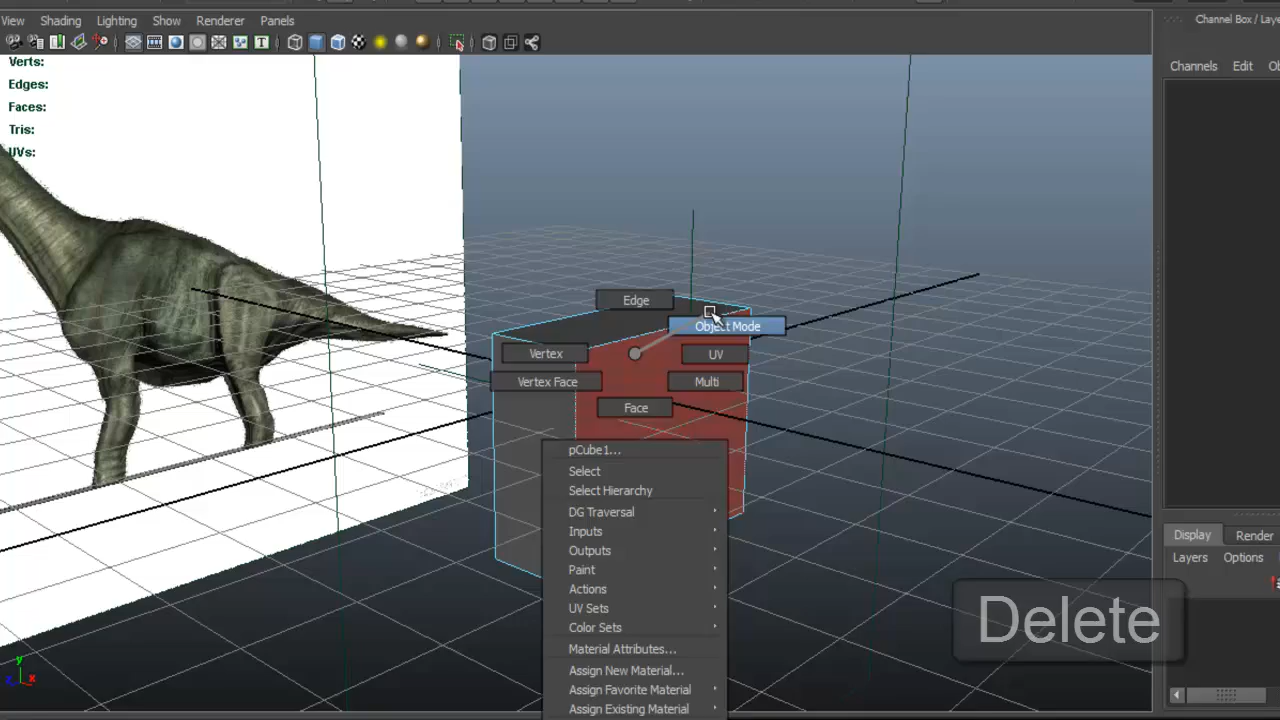 View Shading Lighting Show Renderer Panels
Channel Box / Laye
Channels Edit
Verts:
Edges:
Faces:
Tris:
UVs:
Edge
Object Mode
Vertex
UV
Vertex Face
Multi
Face
pCube1...
Select
Select Hierarchy
DG Traversal
Inputs
Outputs
Paint
Actions
UV Sets
Color Sets
Material Attributes...
Assign New Material...
Assign Favorite Material
Assign Existing Material
Display Render
Layers Options
Delete
y
x
z